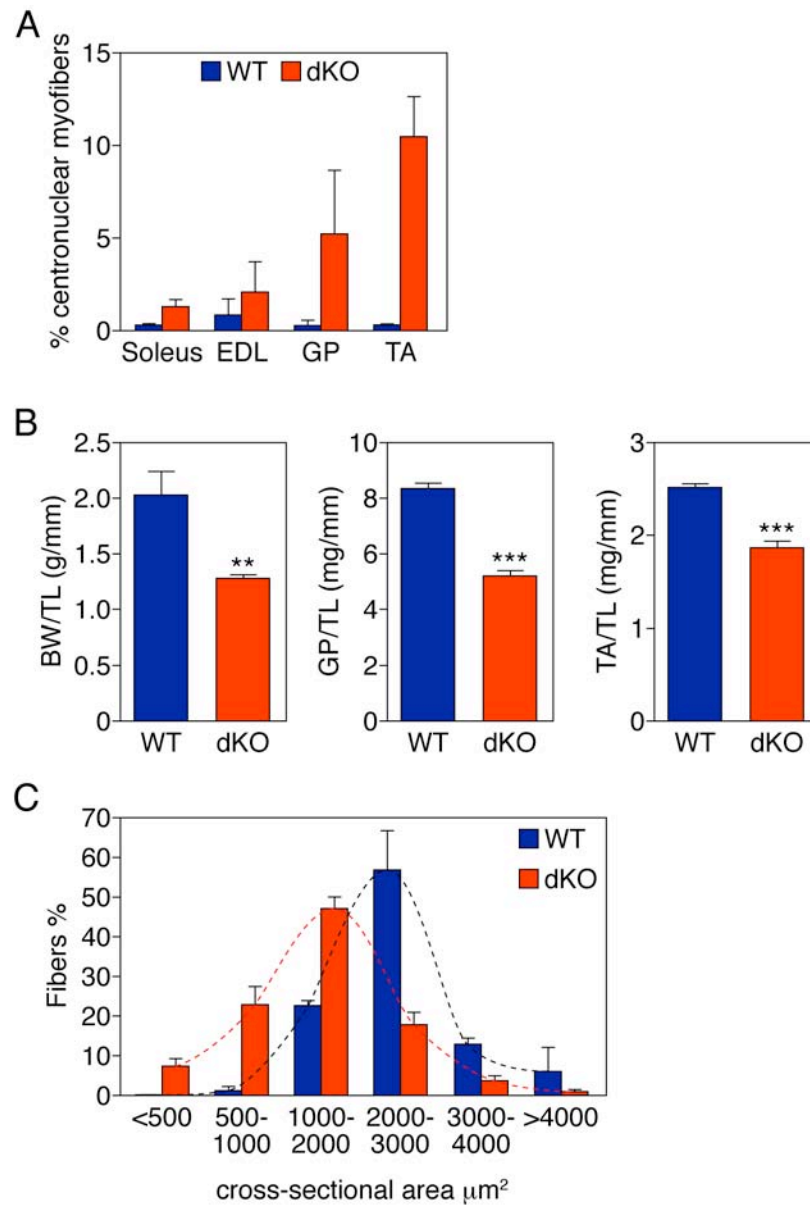 A
% centronuclear myofibers
15
10
5
0
WT dKO
Soleus EDL GP TA
B
BW/TL (g/mm)
2.5
2.0
1.5
1.0
0.5
0
**
WT dKO
GP/TL (mg/mm)
10
8
6
4
2
0
***
WT dKO
TA/TL (mg/mm)
3
2
1
0
***
WT dKO
C
Fibers %
70
60
50
40
30
20
10
0
WT
dKO
<500 500-1000 1000-2000 2000-3000 3000-4000 >4000
cross-sectional area μm²